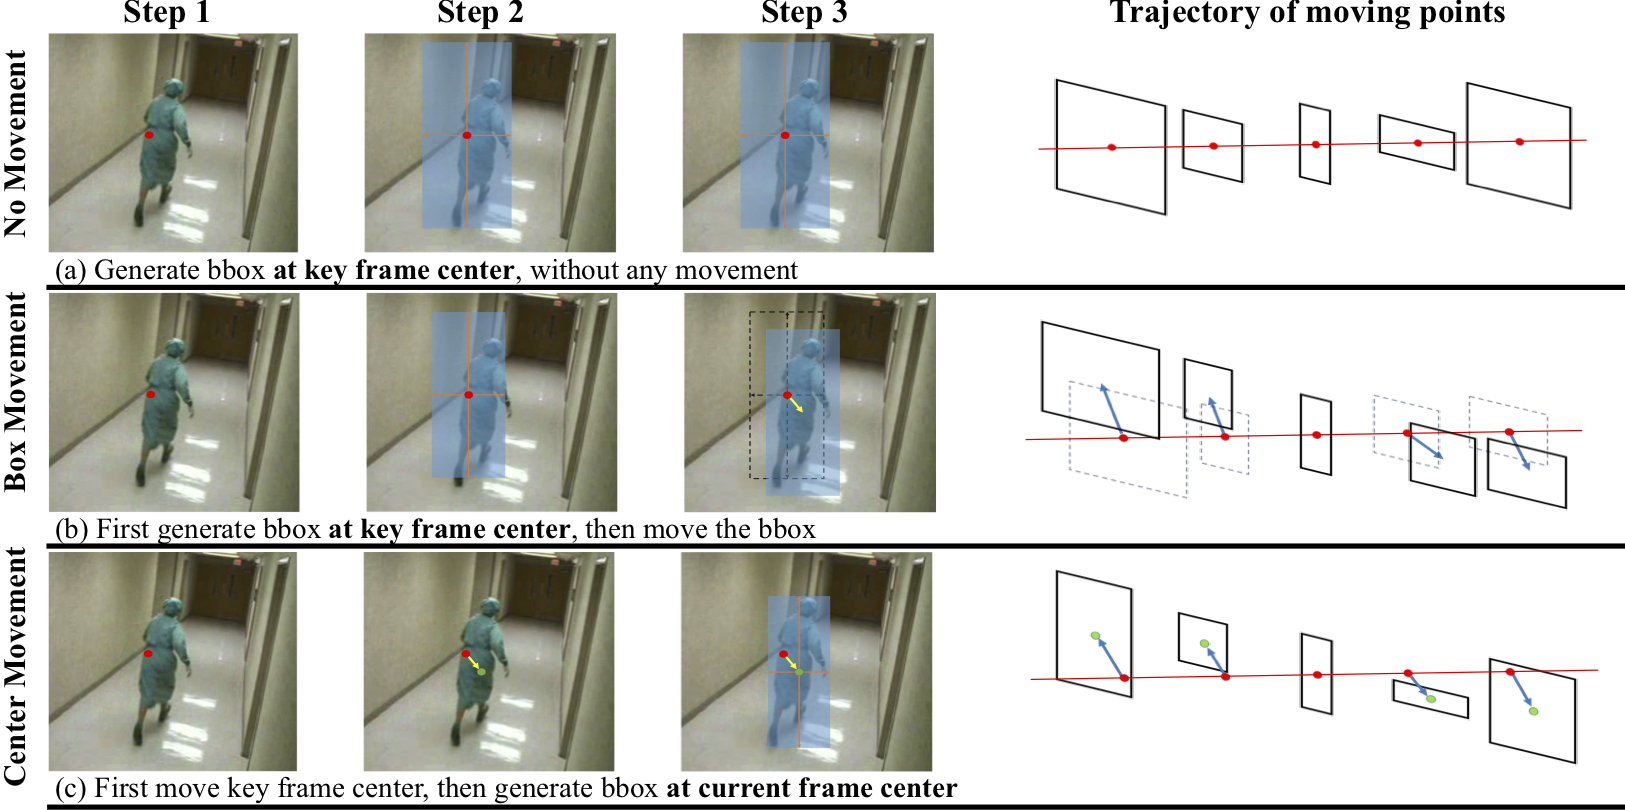 Step 1
Step 2
Step 3
Trajectory of moving points
No Movement
(a) Generate bbox at key frame center, without any movement
Box Movement
(b) First generate bbox at key frame center, then move the bbox
Center Movement
(c) First move key frame center, then generate bbox at current frame center